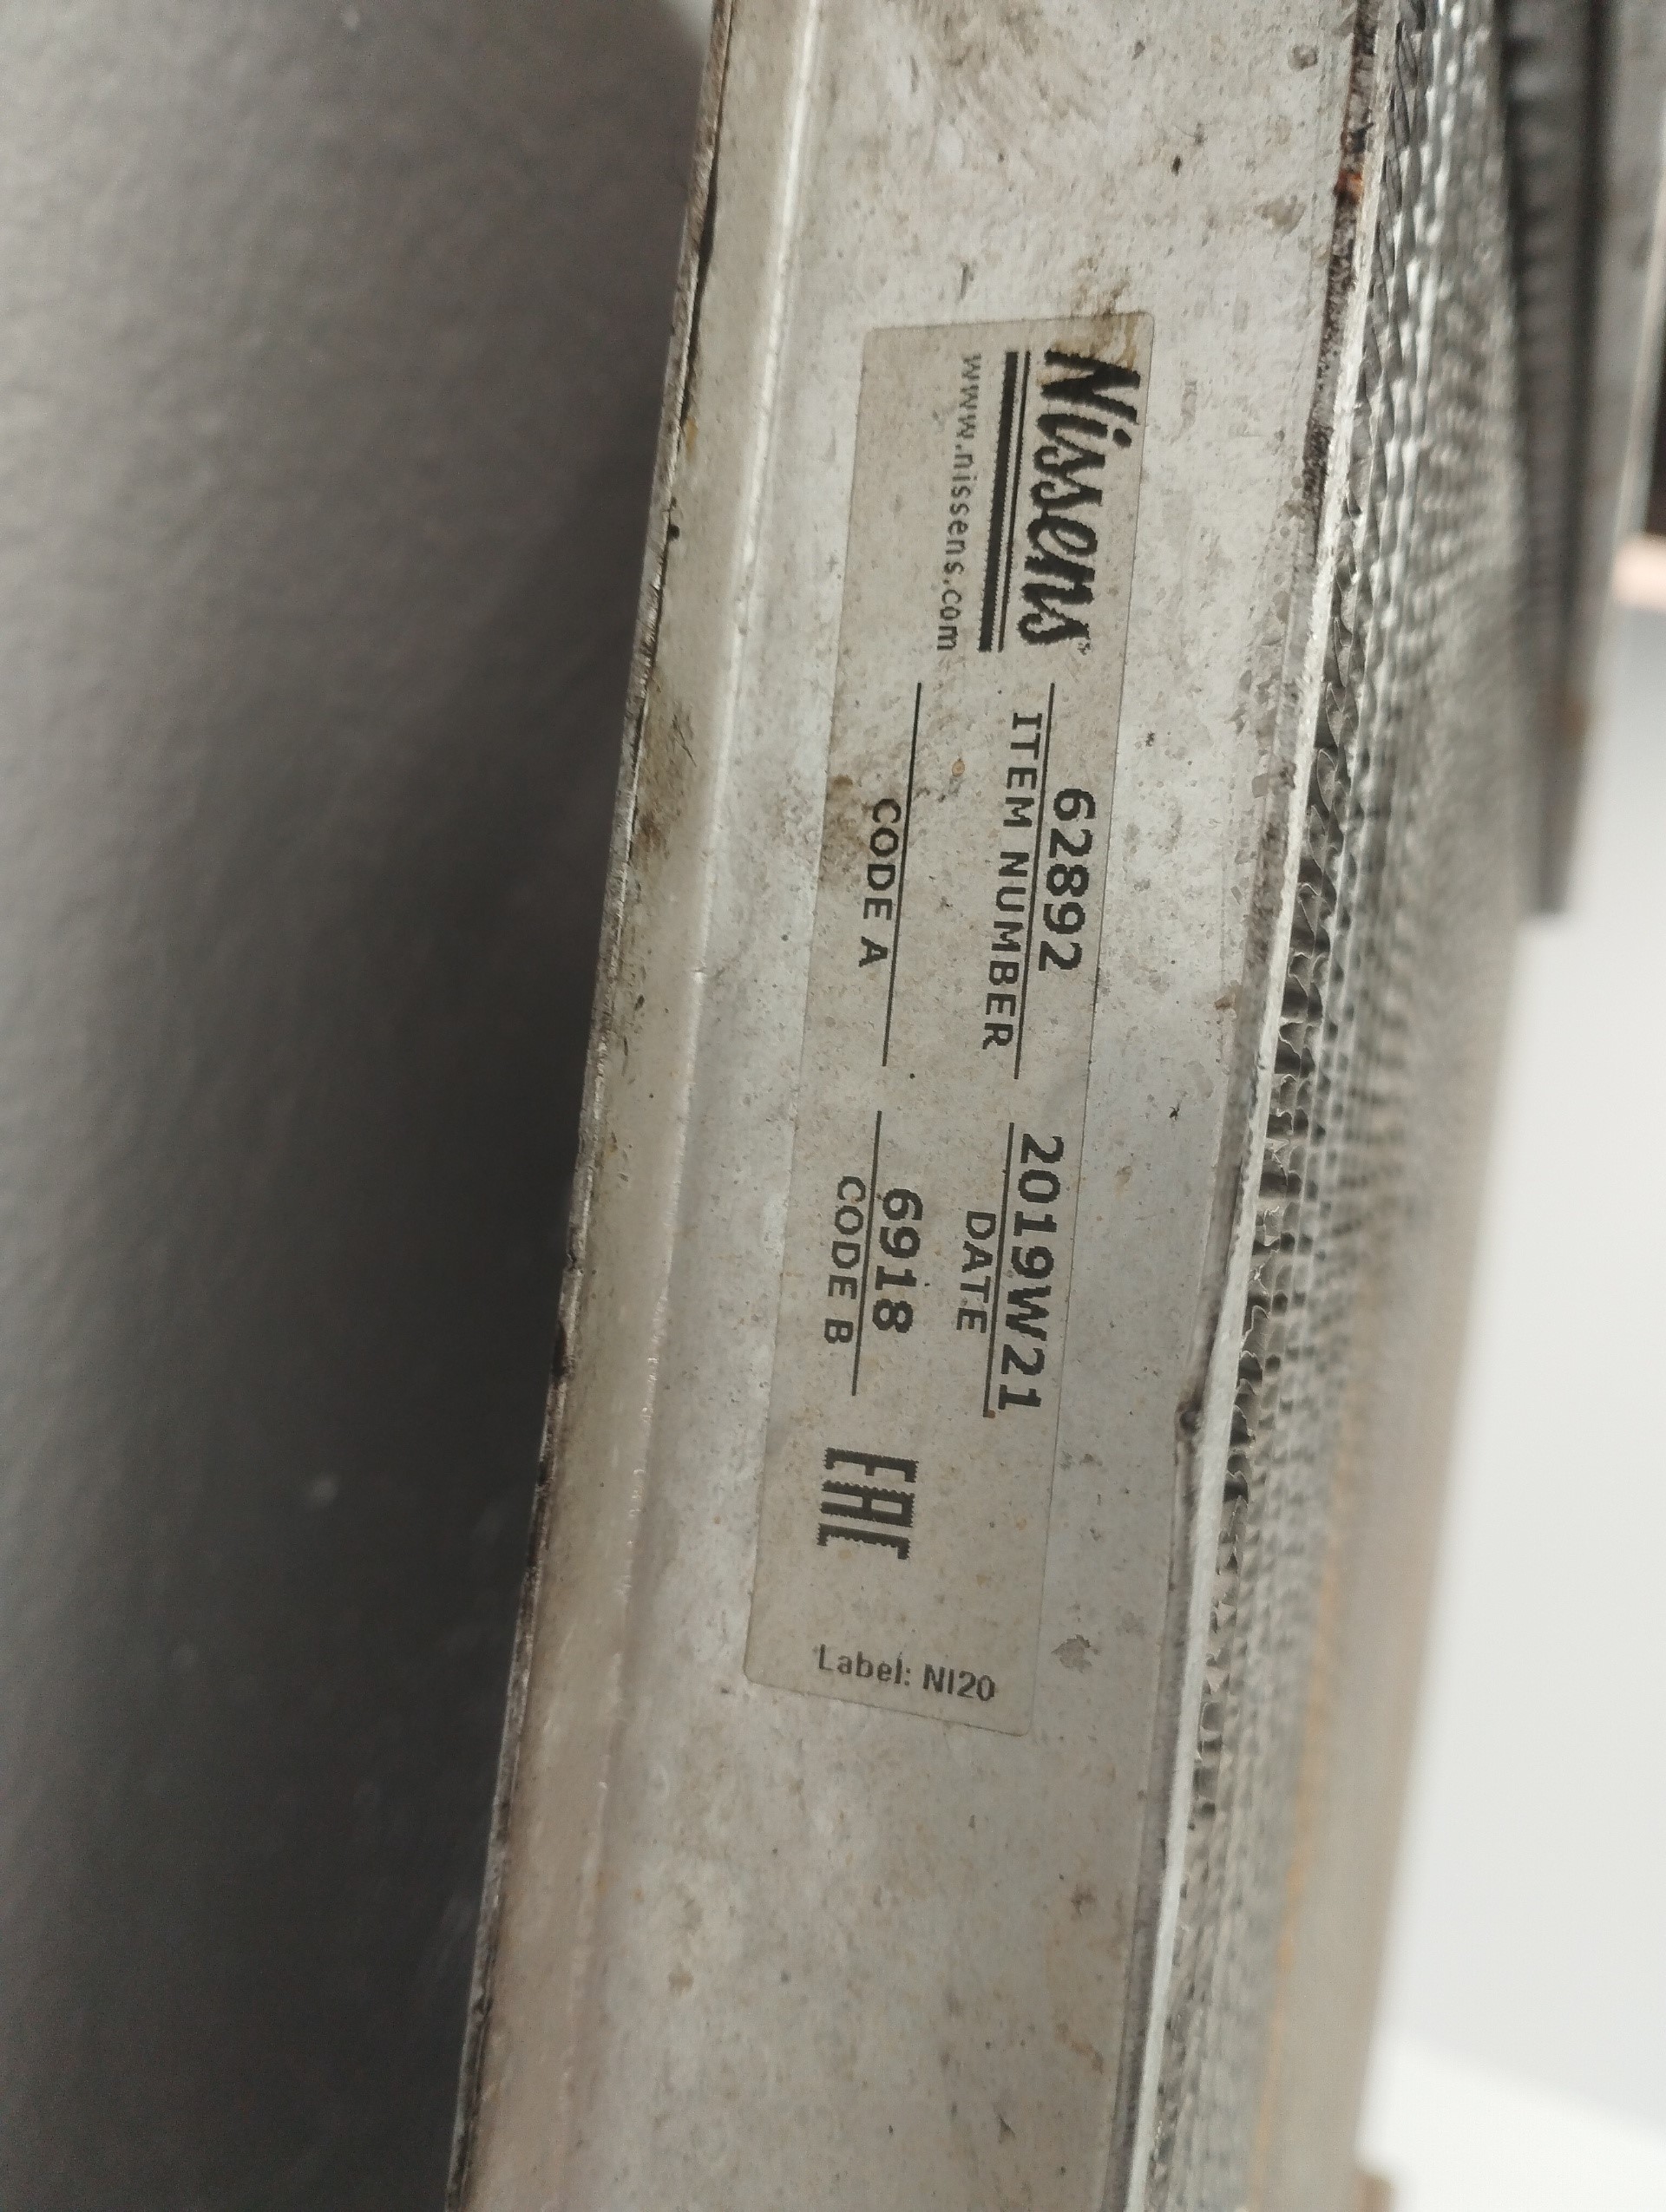 Nissens®
www.nissens.com
62892
ITEM NUMBER
2019W21
DATE
CODE A
6918
CODE B
EAC
Label: NI20